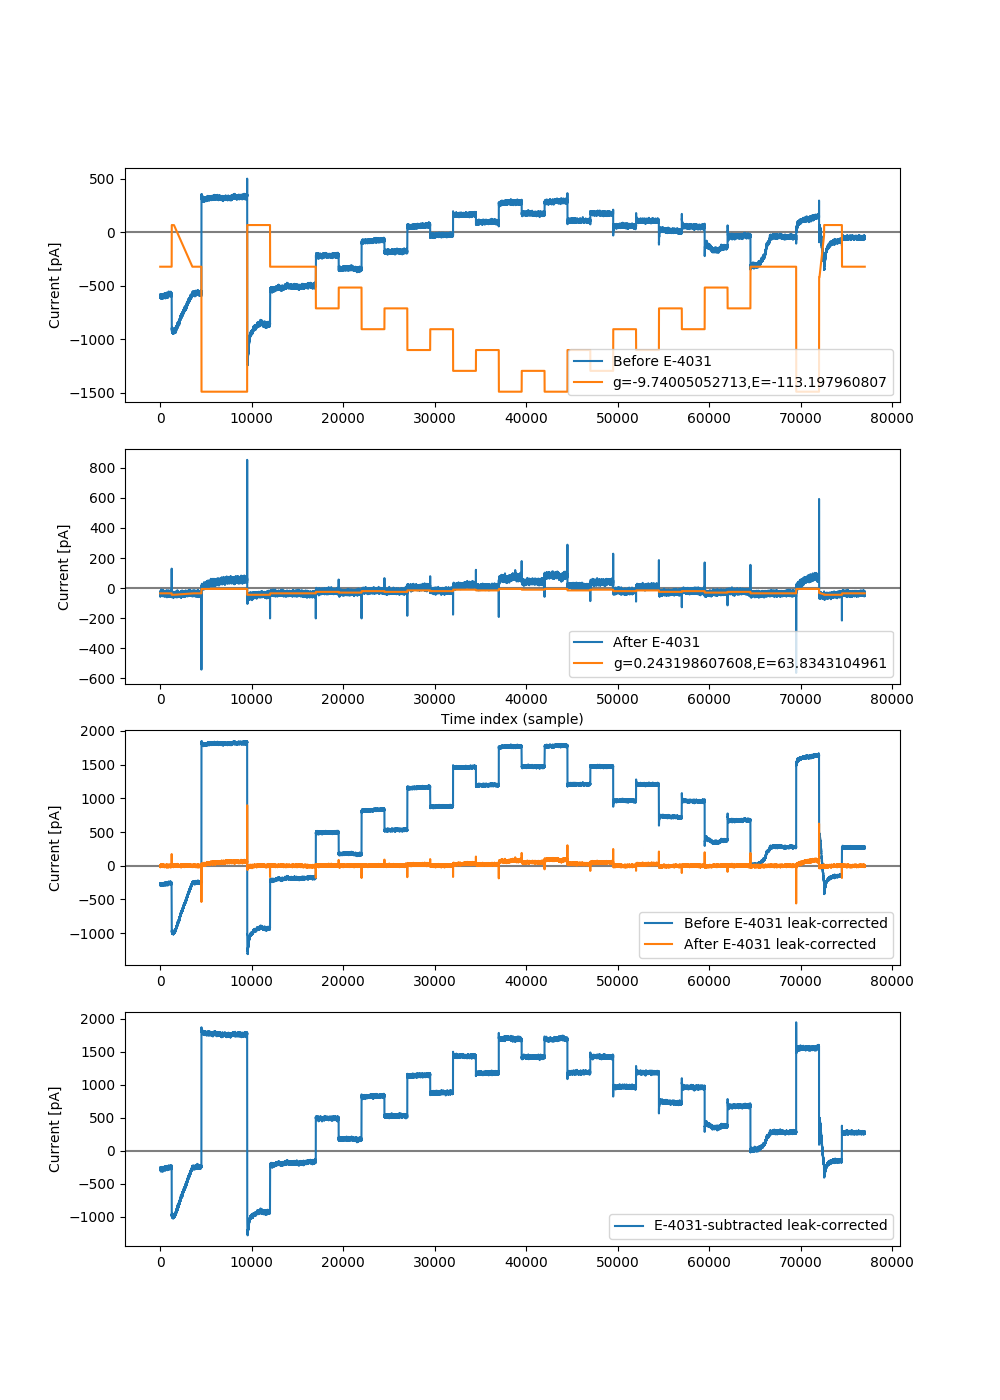 500
0
−500
−1000
−1500
Current [pA]
Before E-4031
g=-9.74005052713,E=-113.197960807
0 10000 20000 30000 40000 50000 60000 70000 80000
800
600
400
200
0
−200
−400
−600
Current [pA]
After E-4031
g=0.243198607608,E=63.8343104961
0 10000 20000 30000 40000 50000 60000 70000 80000
Time index (sample)
2000
1500
1000
500
0
−500
−1000
Current [pA]
Before E-4031 leak-corrected
After E-4031 leak-corrected
0 10000 20000 30000 40000 50000 60000 70000 80000
2000
1500
1000
500
0
−500
−1000
Current [pA]
E-4031-subtracted leak-corrected
0 10000 20000 30000 40000 50000 60000 70000 80000